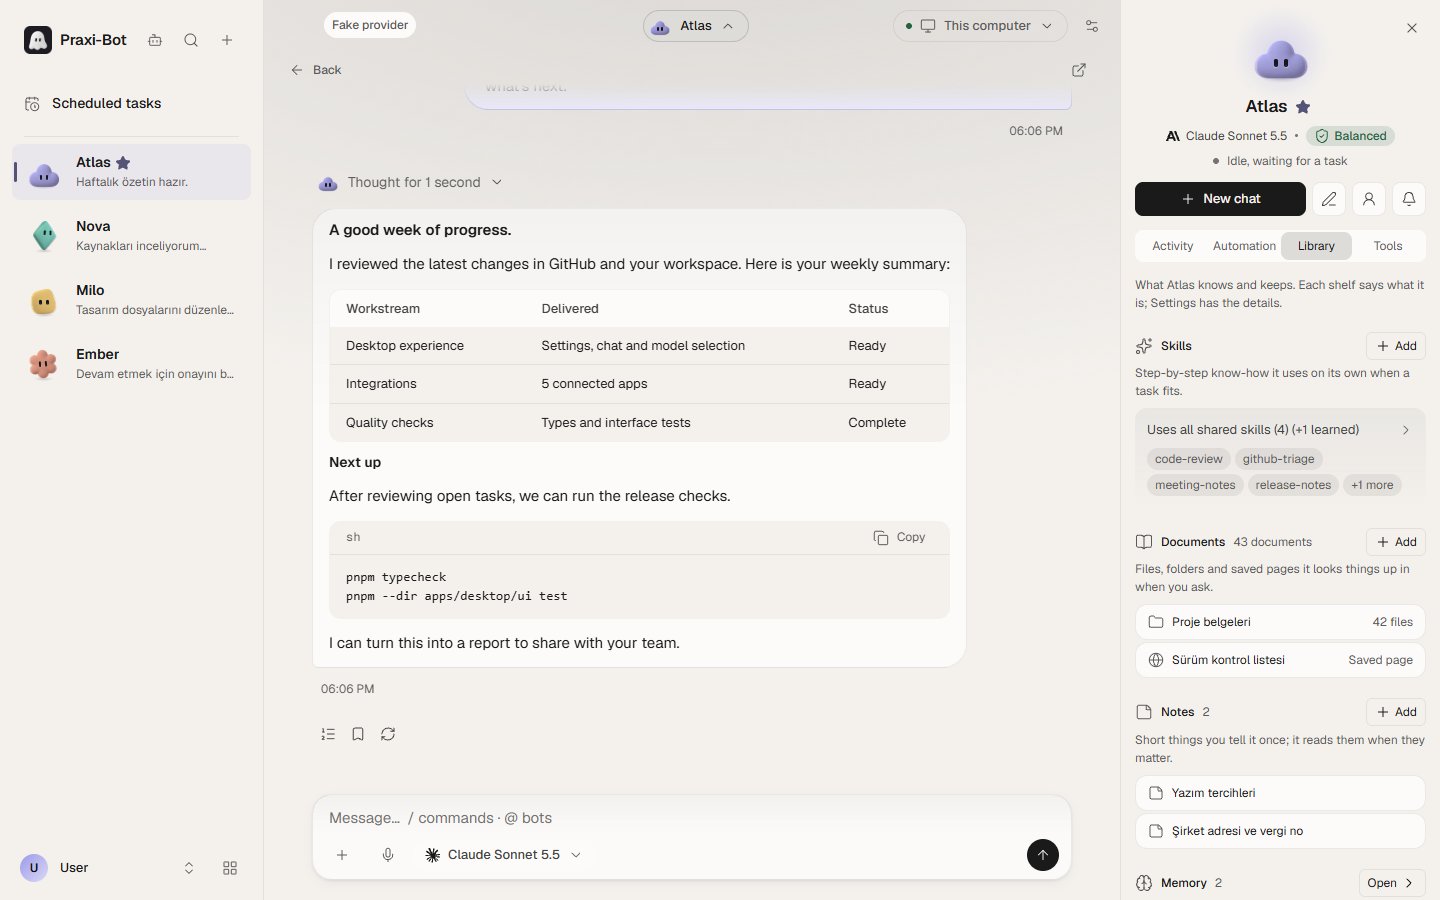 Praxi-Bot
Scheduled tasks
Atlas
Haftalık özetin hazır.
Nova
Kaynakları inceliyorum...
Milo
Tasarım dosyalarını düzenle...
Ember
Devam etmek için onayını b...
U
User
Fake provider
Atlas
This computer
Back
what's next.
06:06 PM
Thought for 1 second
A good week of progress.
I reviewed the latest changes in GitHub and your workspace. Here is your weekly summary:
Workstream Delivered Status
Desktop experience Settings, chat and model selection Ready
Integrations 5 connected apps Ready
Quality checks Types and interface tests Complete
Next up
After reviewing open tasks, we can run the release checks.
sh Copy
pnpm typecheck
pnpm --dir apps/desktop/ui test
I can turn this into a report to share with your team.
06:06 PM
Message... / commands · @ bots
Claude Sonnet 5.5
Atlas
Claude Sonnet 5.5 • Balanced
Idle, waiting for a task
New chat
Activity Automation Library Tools
What Atlas knows and keeps. Each shelf says what it
is; Settings has the details.
Skills Add
Step-by-step know-how it uses on its own when a
task fits.
Uses all shared skills (4) (+1 learned)
code-review github-triage
meeting-notes release-notes +1 more
Documents 43 documents Add
Files, folders and saved pages it looks things up in
when you ask.
Proje belgeleri 42 files
Sürüm kontrol listesi Saved page
Notes 2 Add
Short things you tell it once; it reads them when they
matter.
Yazım tercihleri
Şirket adresi ve vergi no
Memory 2 Open